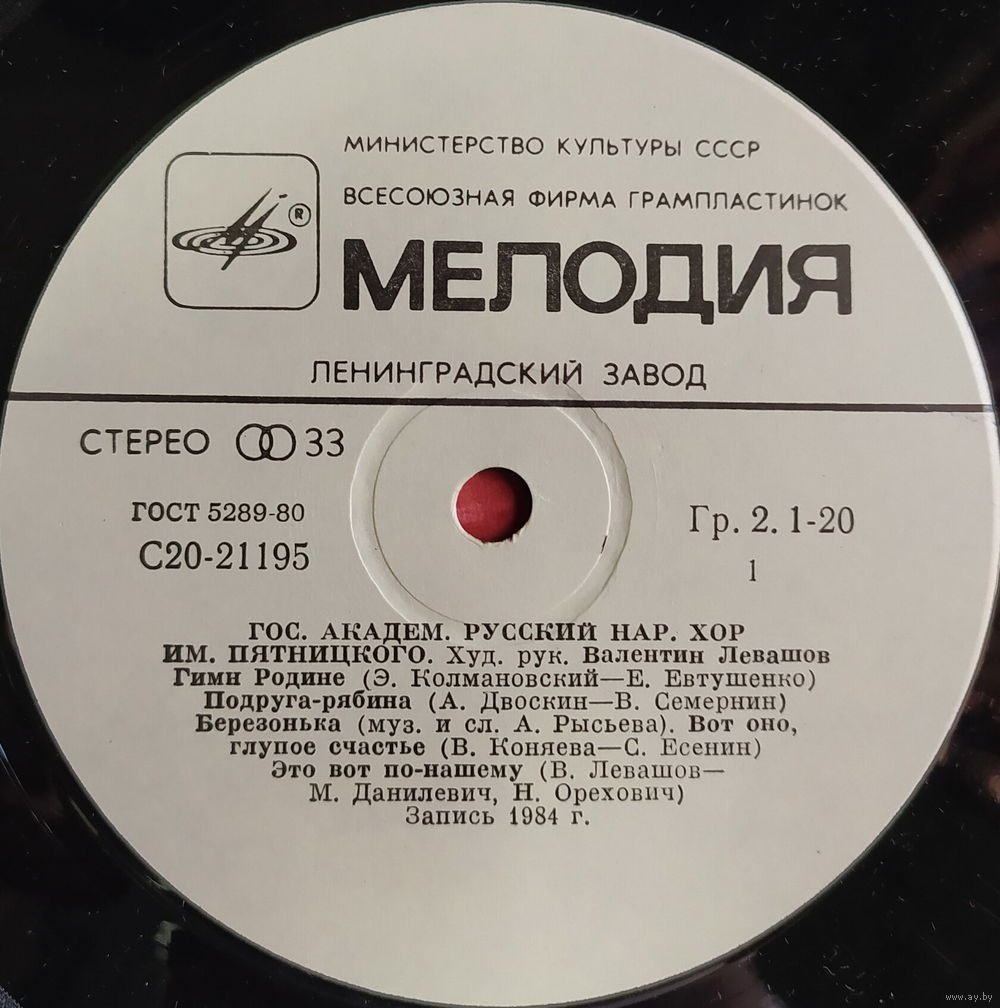 МИНИСТЕРСТВО КУЛЬТУРЫ СССР
ВСЕСОЮЗНАЯ ФИРМА ГРАМПЛАСТИНОК
®
МЕЛОДИЯ
ЛЕНИНГРАДСКИЙ ЗАВОД
СТЕРЕО 33
ГОСТ 5289-80
С20-21195
Гр. 2. 1-20
1
ГОС. АКАДЕМ. РУССКИЙ НАР. ХОР
ИМ. ПЯТНИЦКОГО. Худ. рук. Валентин Левашов
Гимн Родине (Э. Колмановский—Е. Евтушенко)
Подруга-рябина (А. Двоскин—В. Семернин)
Березонька (муз. и сл. А. Рысьева). Вот оно,
глупое счастье (В. Коняева—С. Есенин)
Это вот по-нашему (В. Левашов—
М. Данилевич, Н. Орехович)
Запись 1984 г.
www.ay.by